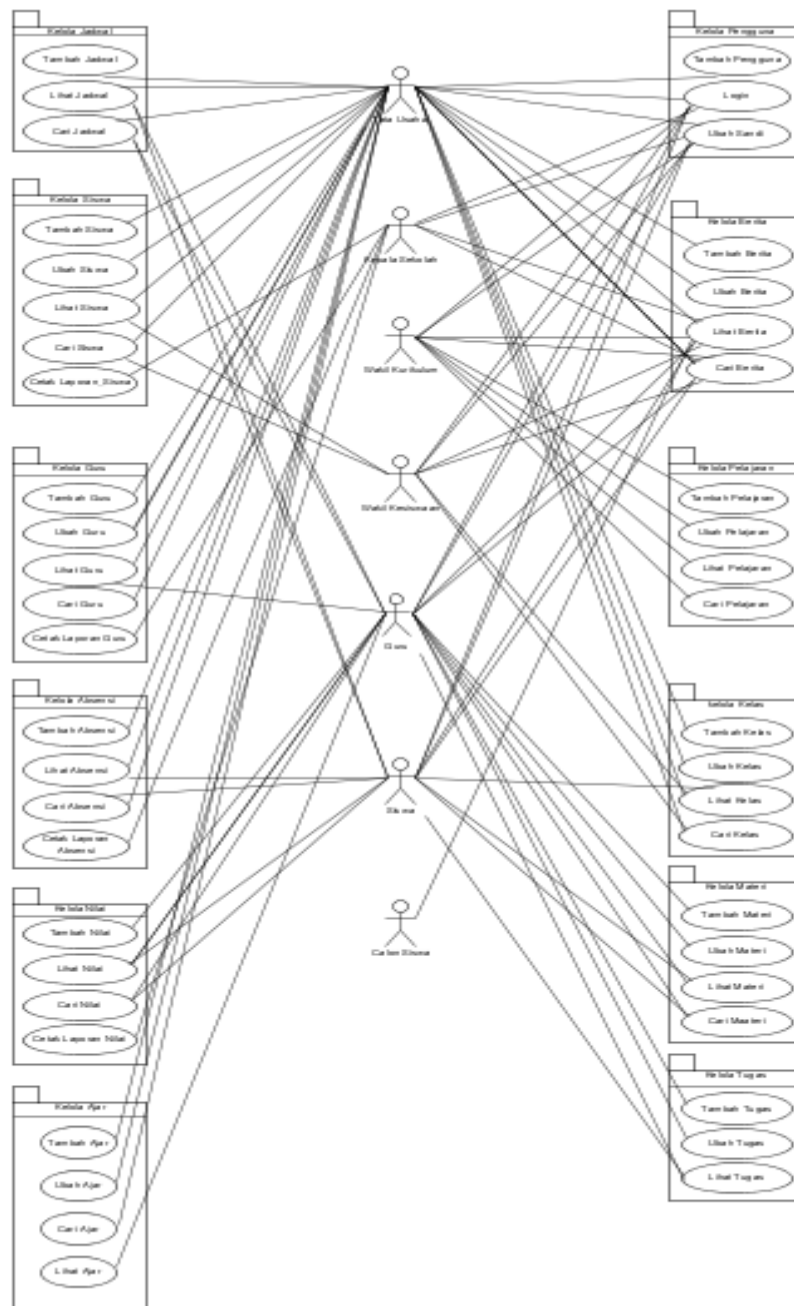 Kelola Jadwal
Tambah Jadwal
Lihat Jadwal
Cari Jadwal
Kelola Siswa
Tambah Siswa
Ubah Siswa
Lihat Siswa
Cari Siswa
Cetak Laporan_Siswa
Kelola Guru
Tambah Guru
Ubah Guru
Lihat Guru
Cari Guru
Cetak Laporan Guru
Kelola Absensi
Tambah Absensi
Lihat Absensi
Cari Absensi
Cetak Laporan
Absensi
Kelola Nilai
Tambah Nilai
Lihat Nilai
Cari Nilai
Cetak Laporan Nilai
Kelola Ajar
Tambah Ajar
Ubah Ajar
Cari Ajar
Lihat Ajar
Tata Usaha
Kepala Sekolah
Wakil Kurikulum
Wakil Kesiswaan
Guru
Siswa
Calon Siswa
Kelola Pengguna
Tambah Pengguna
Login
Ubah Sandi
Kelola Berita
Tambah Berita
Ubah Berita
Lihat Berita
Cari Berita
Kelola Pelajaran
Tambah Pelajaran
Ubah Pelajaran
Lihat Pelajaran
Cari Pelajaran
kelola Kelas
Tambah Kelas
Ubah Kelas
Lihat Kelas
Cari Kelas
Kelola Materi
Tambah Materi
Ubah Materi
Lihat Materi
Cari Maateri
Kelola Tugas
Tambah Tugas
Ubah Tugas
Lihat Tugas